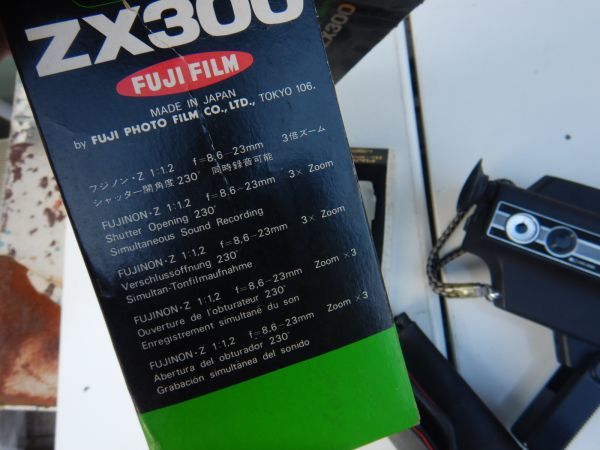 ZX300
FUJI FILM
MADE IN JAPAN
by FUJI PHOTO FILM CO., LTD., TOKYO 106.
フジノン・Z 1:1.2 f=8.6−23mm 3倍ズーム
シャッター開角度230° 同時録音可能
FUJINON・Z 1:1.2 f=8.6−23mm 3× Zoom
Shutter Opening 230°
Simultaneous Sound Recording
FUJINON・Z 1:1.2 f=8.6−23mm 3× Zoom
Verschlussöffnung 230°
Simultan-Tonfilmaufnahme
FUJINON・Z 1:1.2 f=8.6−23mm Zoom ×3
Ouverture de l'obturateur 230°
Enregistrement simultané du son
FUJINON・Z 1:1.2 f=8.6−23mm Zoom ×3
Abertura del obturador 230°
Grabación simultánea del sonido
ZX300